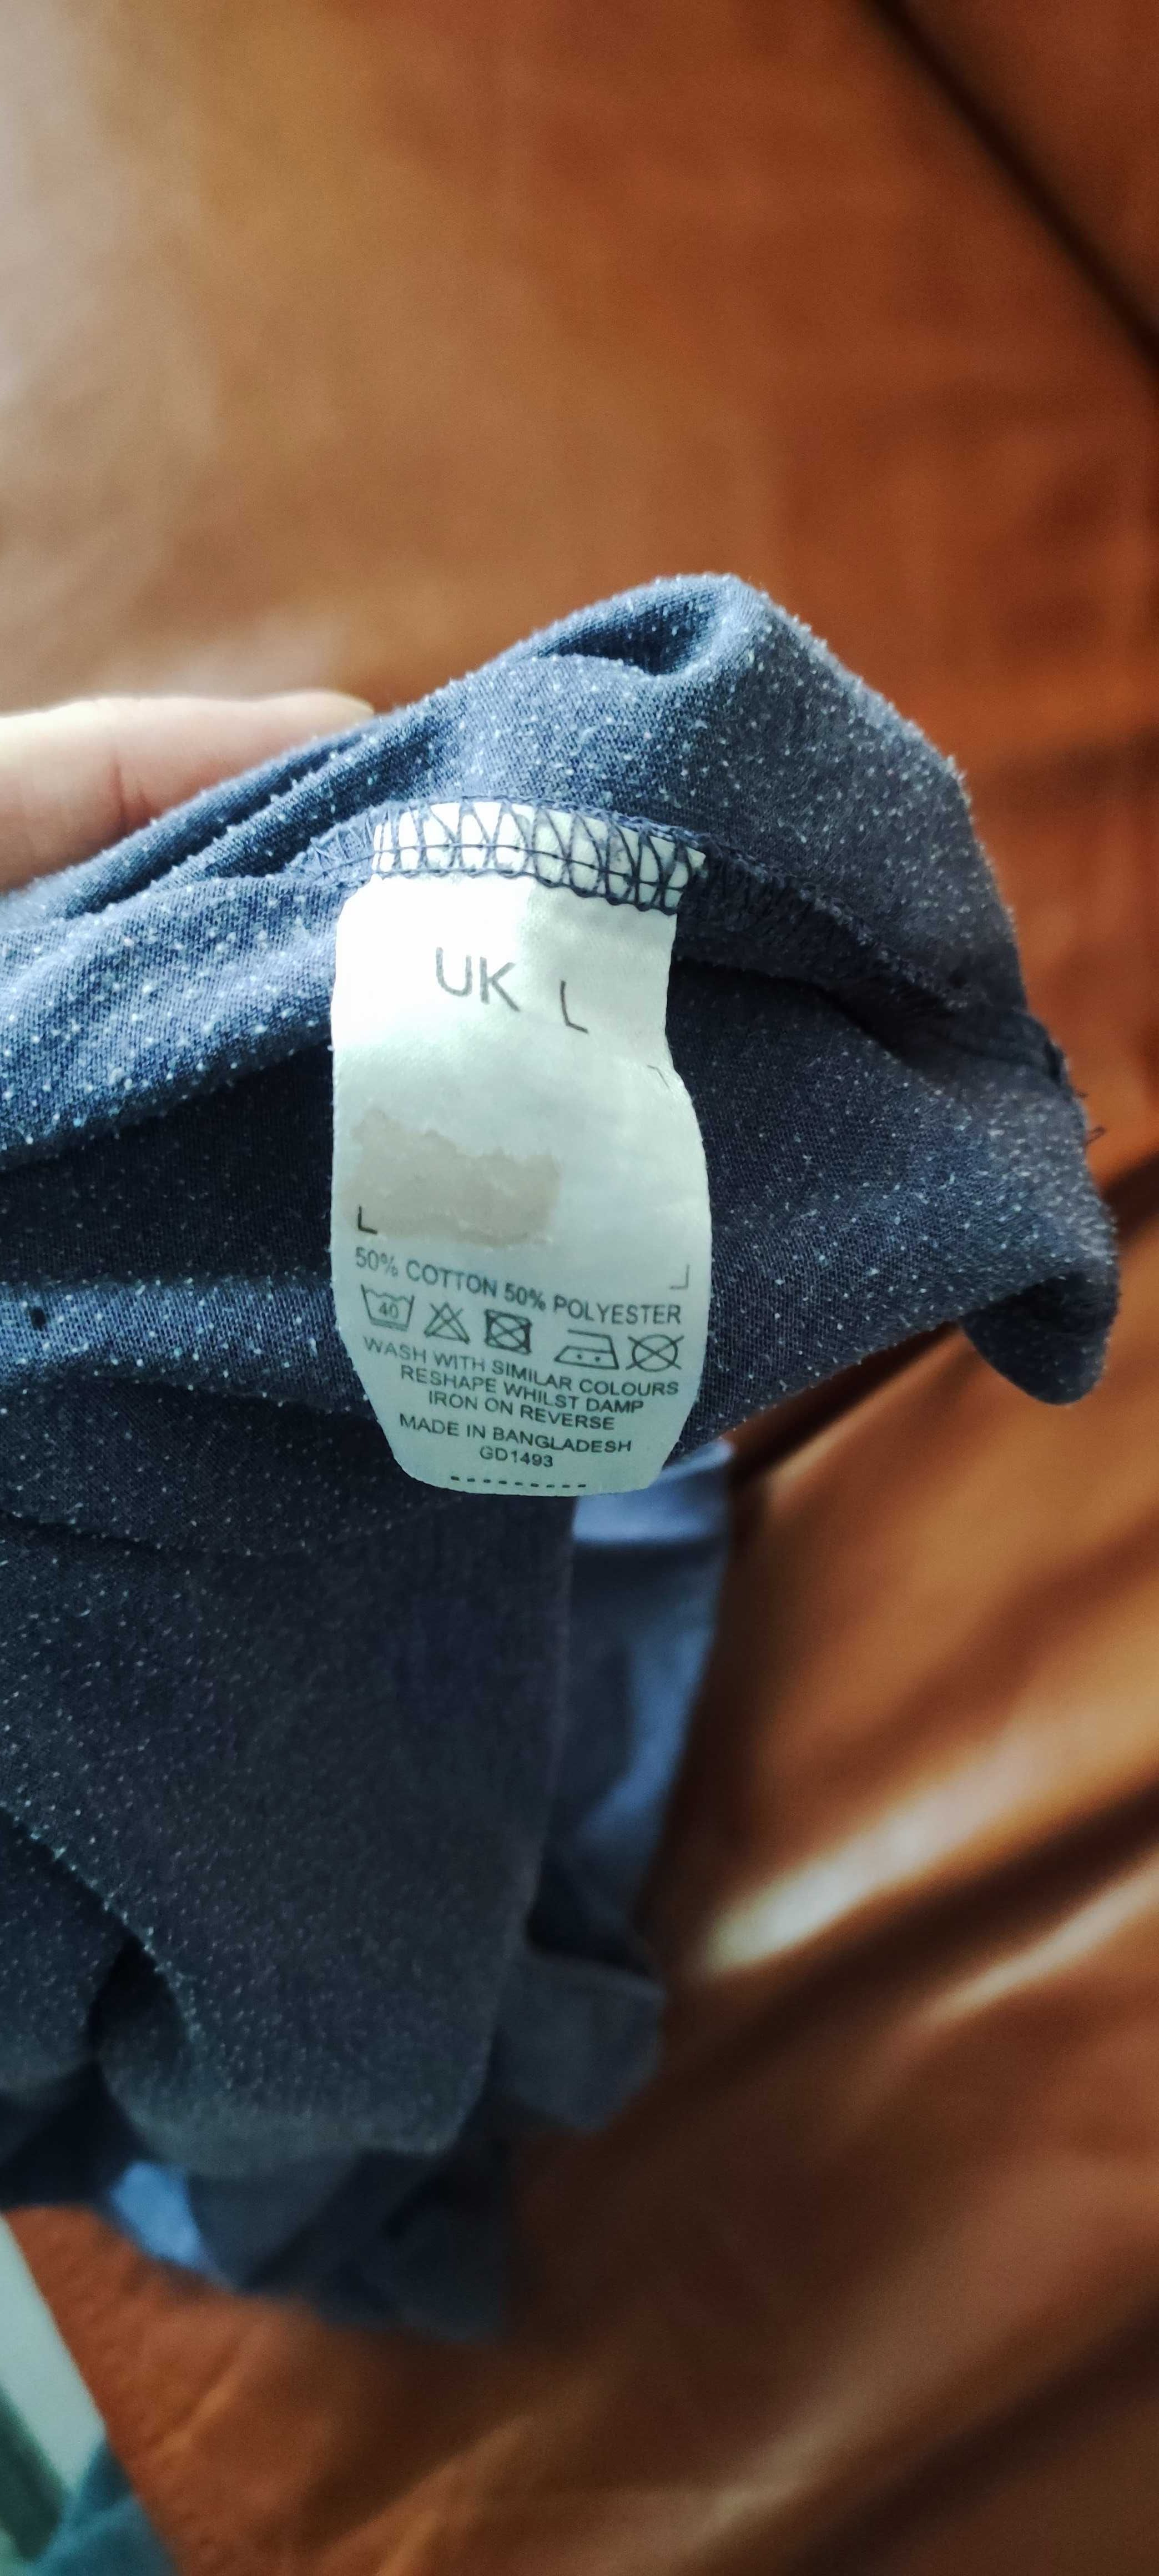 UK L
50% COTTON 50% POLYESTER
40
WASH WITH SIMILAR COLOURS
RESHAPE WHILST DAMP
IRON ON REVERSE
MADE IN BANGLADESH
GD1493